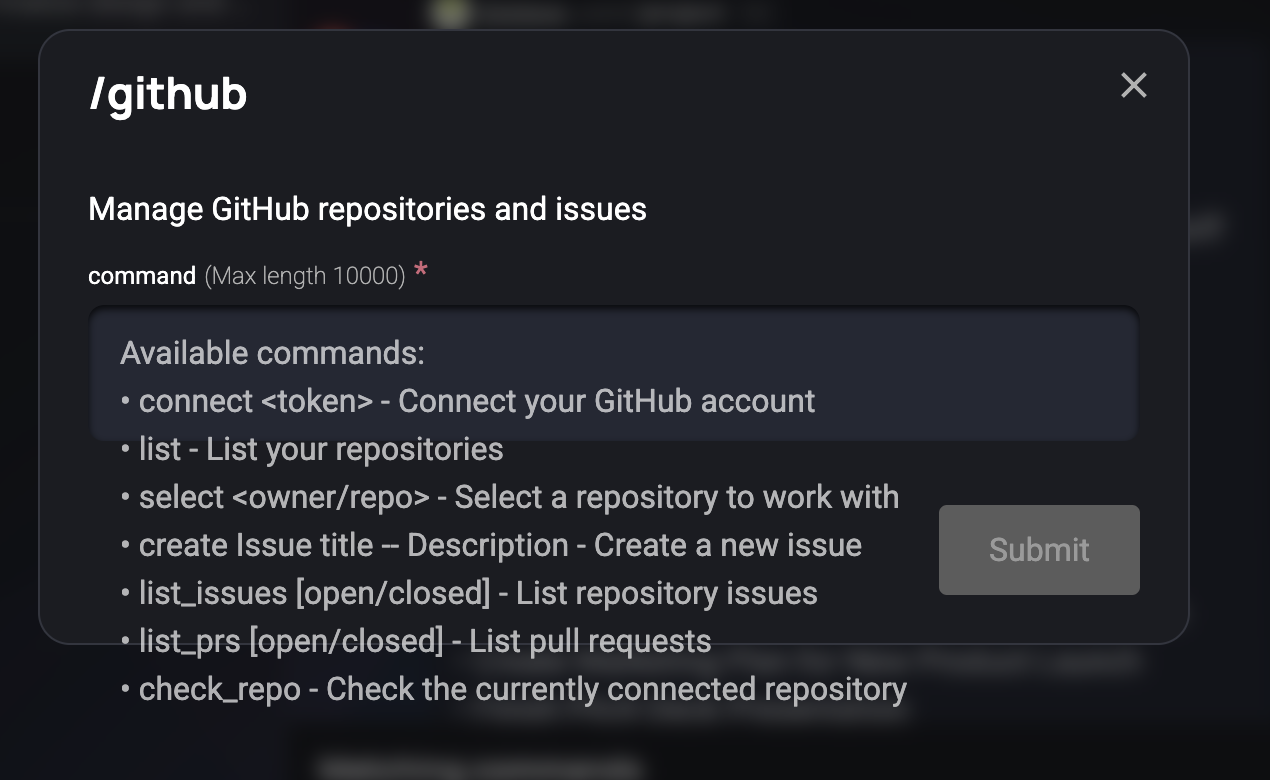 /github
Manage GitHub repositories and issues
command (Max length 10000) *
Available commands:
• connect <token> - Connect your GitHub account
• list - List your repositories
• select <owner/repo> - Select a repository to work with
• create Issue title -- Description - Create a new issue
• list_issues [open/closed] - List repository issues
• list_prs [open/closed] - List pull requests
• check_repo - Check the currently connected repository
Submit